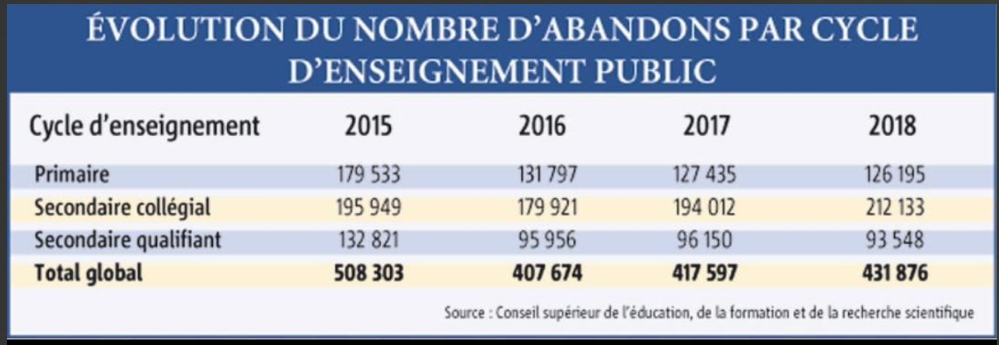 ÉVOLUTION DU NOMBRE D’ABANDONS PAR CYCLE
D’ENSEIGNEMENT PUBLIC
Cycle d’enseignement 2015 2016 2017 2018
Primaire 179 533 131 797 127 435 126 195
Secondaire collégial 195 949 179 921 194 012 212 133
Secondaire qualifiant 132 821 95 956 96 150 93 548
Total global 508 303 407 674 417 597 431 876
Source : Conseil supérieur de l’éducation, de la formation et de la recherche scientifique